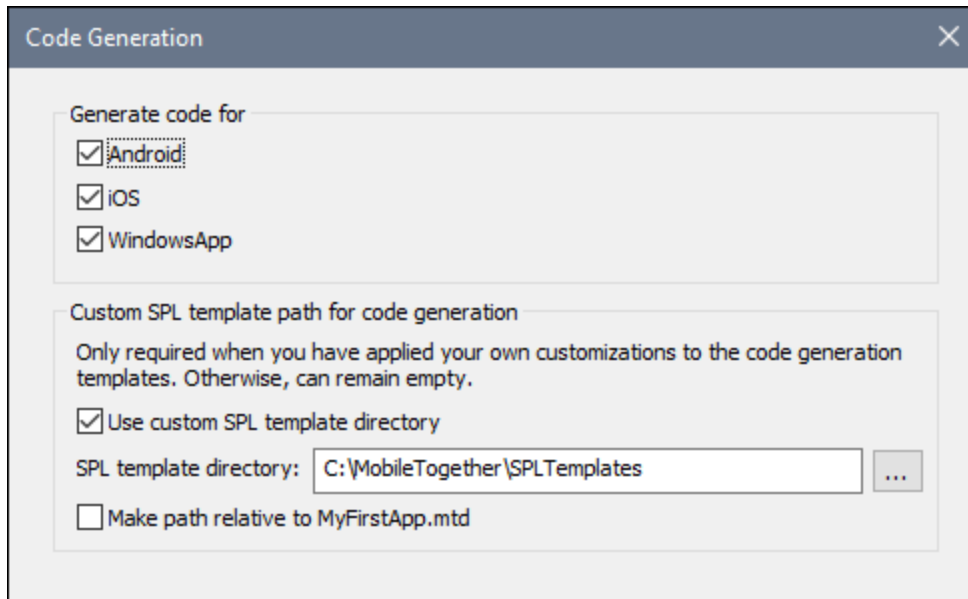 Code Generation
Generate code for
Android
iOS
WindowsApp
Custom SPL template path for code generation
Only required when you have applied your own customizations to the code generation
templates. Otherwise, can remain empty.
Use custom SPL template directory
SPL template directory: C:\MobileTogether\SPLTemplates ...
Make path relative to MyFirstApp.mtd